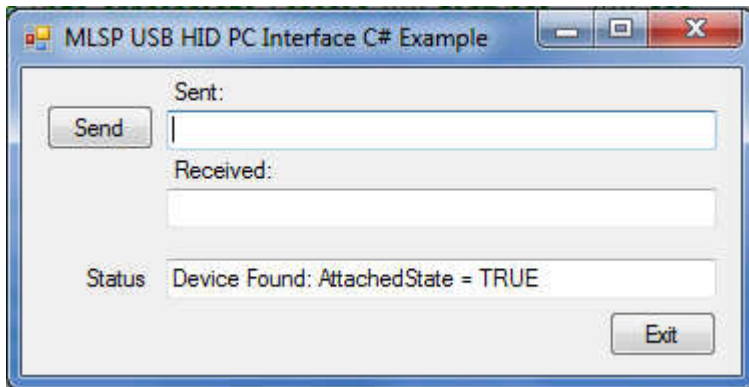 MLSP USB HID PC Interface C# Example
Sent:
Send
Received:
Status Device Found: AttachedState = TRUE
Exit